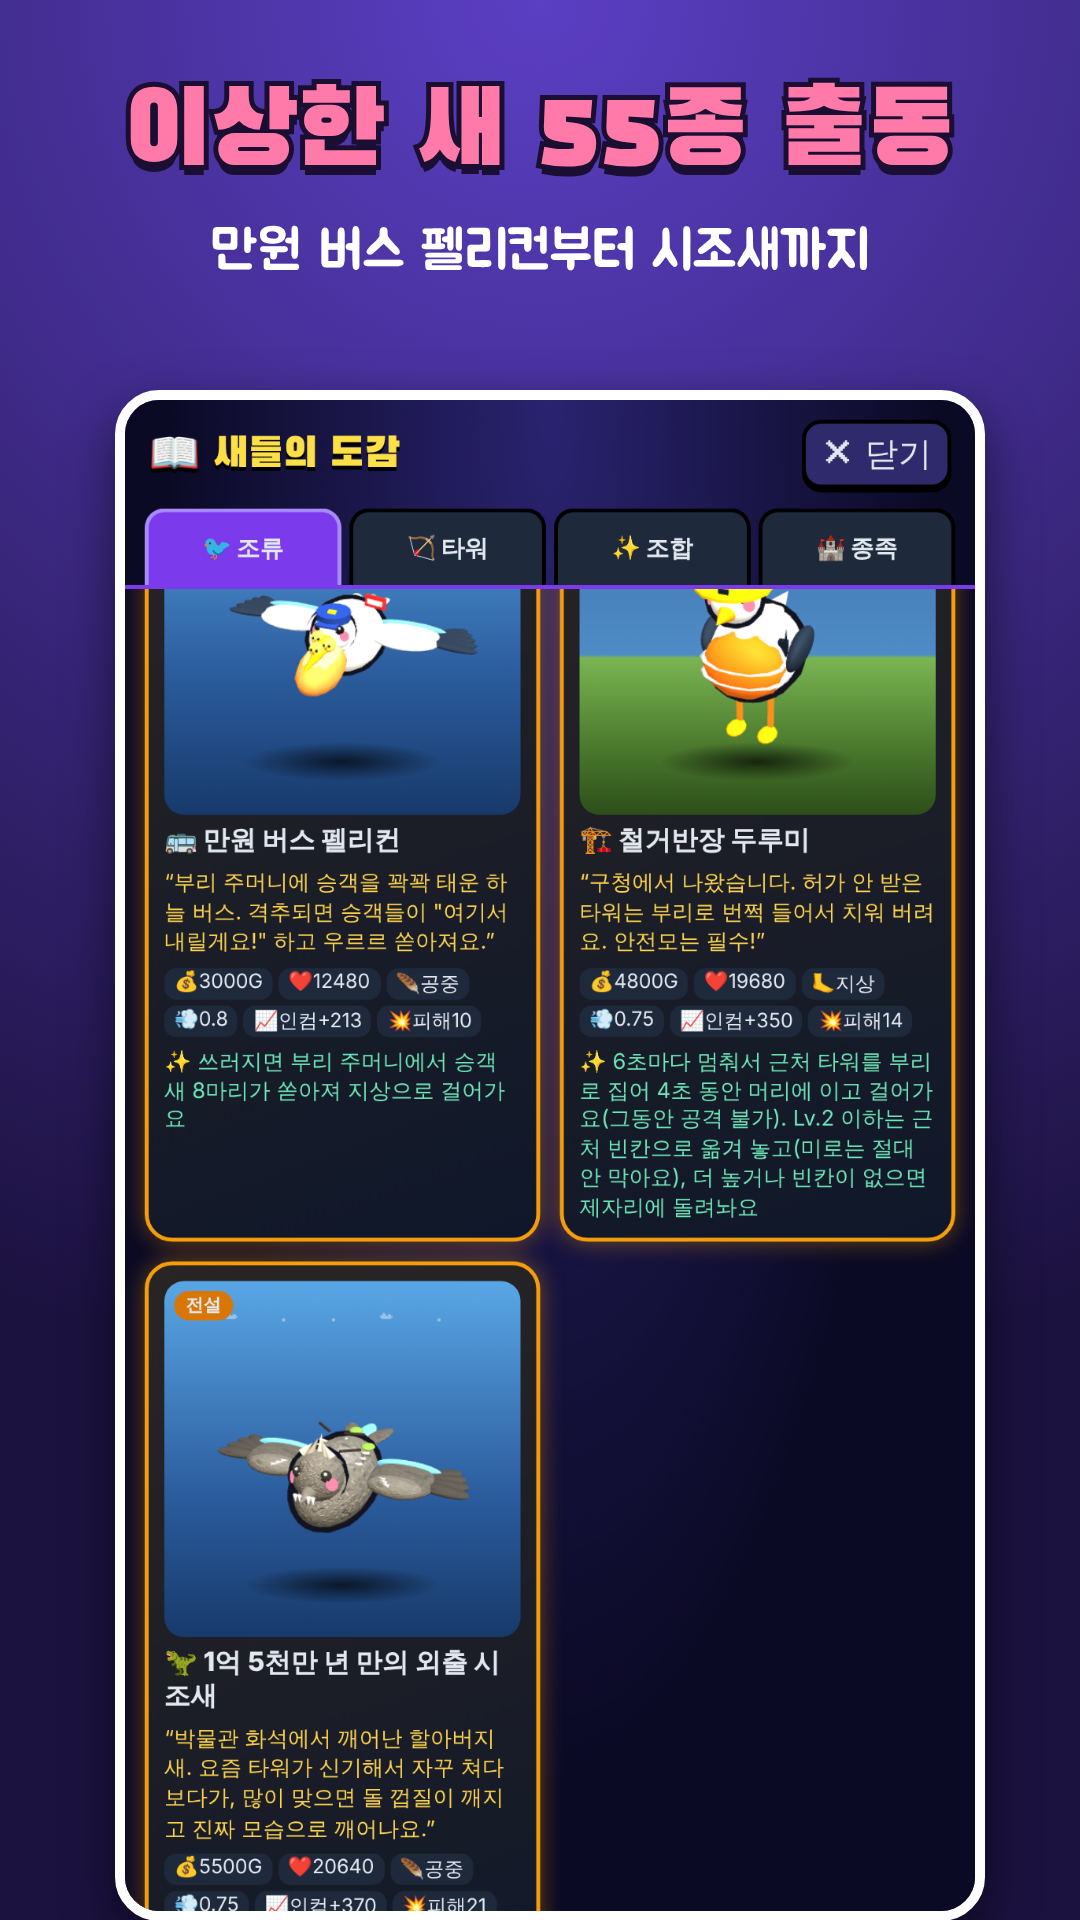 이상한 새 55종 출동
만원 버스 펠리컨부터 시조새까지
📖 새들의 도감
✕ 닫기
🐦 조류
🏹 타워
✨ 조합
🏰 종족
🚌 만원 버스 펠리컨
“부리 주머니에 승객을 꽉꽉 태운 하
늘 버스. 격추되면 승객들이 "여기서
내릴게요!" 하고 우르르 쏟아져요.”
💰3000G ❤️12480 🪶공중
💨0.8 📈인컴+213 💥피해10
✨ 쓰러지면 부리 주머니에서 승객
새 8마리가 쏟아져 지상으로 걸어가
요
🏗️ 철거반장 두루미
“구청에서 나왔습니다. 허가 안 받은
타워는 부리로 번쩍 들어서 치워 버려
요. 안전모는 필수!”
💰4800G ❤️19680 🦶지상
💨0.75 📈인컴+350 💥피해14
✨ 6초마다 멈춰서 근처 타워를 부리
로 집어 4초 동안 머리에 이고 걸어가
요(그동안 공격 불가). Lv.2 이하는 근
처 빈칸으로 옮겨 놓고(미로는 절대
안 막아요), 더 높거나 빈칸이 없으면
제자리에 돌려놔요
전설
🦖 1억 5천만 년 만의 외출 시
조새
“박물관 화석에서 깨어난 할아버지
새. 요즘 타워가 신기해서 자꾸 쳐다
보다가, 많이 맞으면 돌 껍질이 깨지
고 진짜 모습으로 깨어나요.”
💰5500G ❤️20640 🪶공중
💨0.75 📈인컴+370 💥피해21